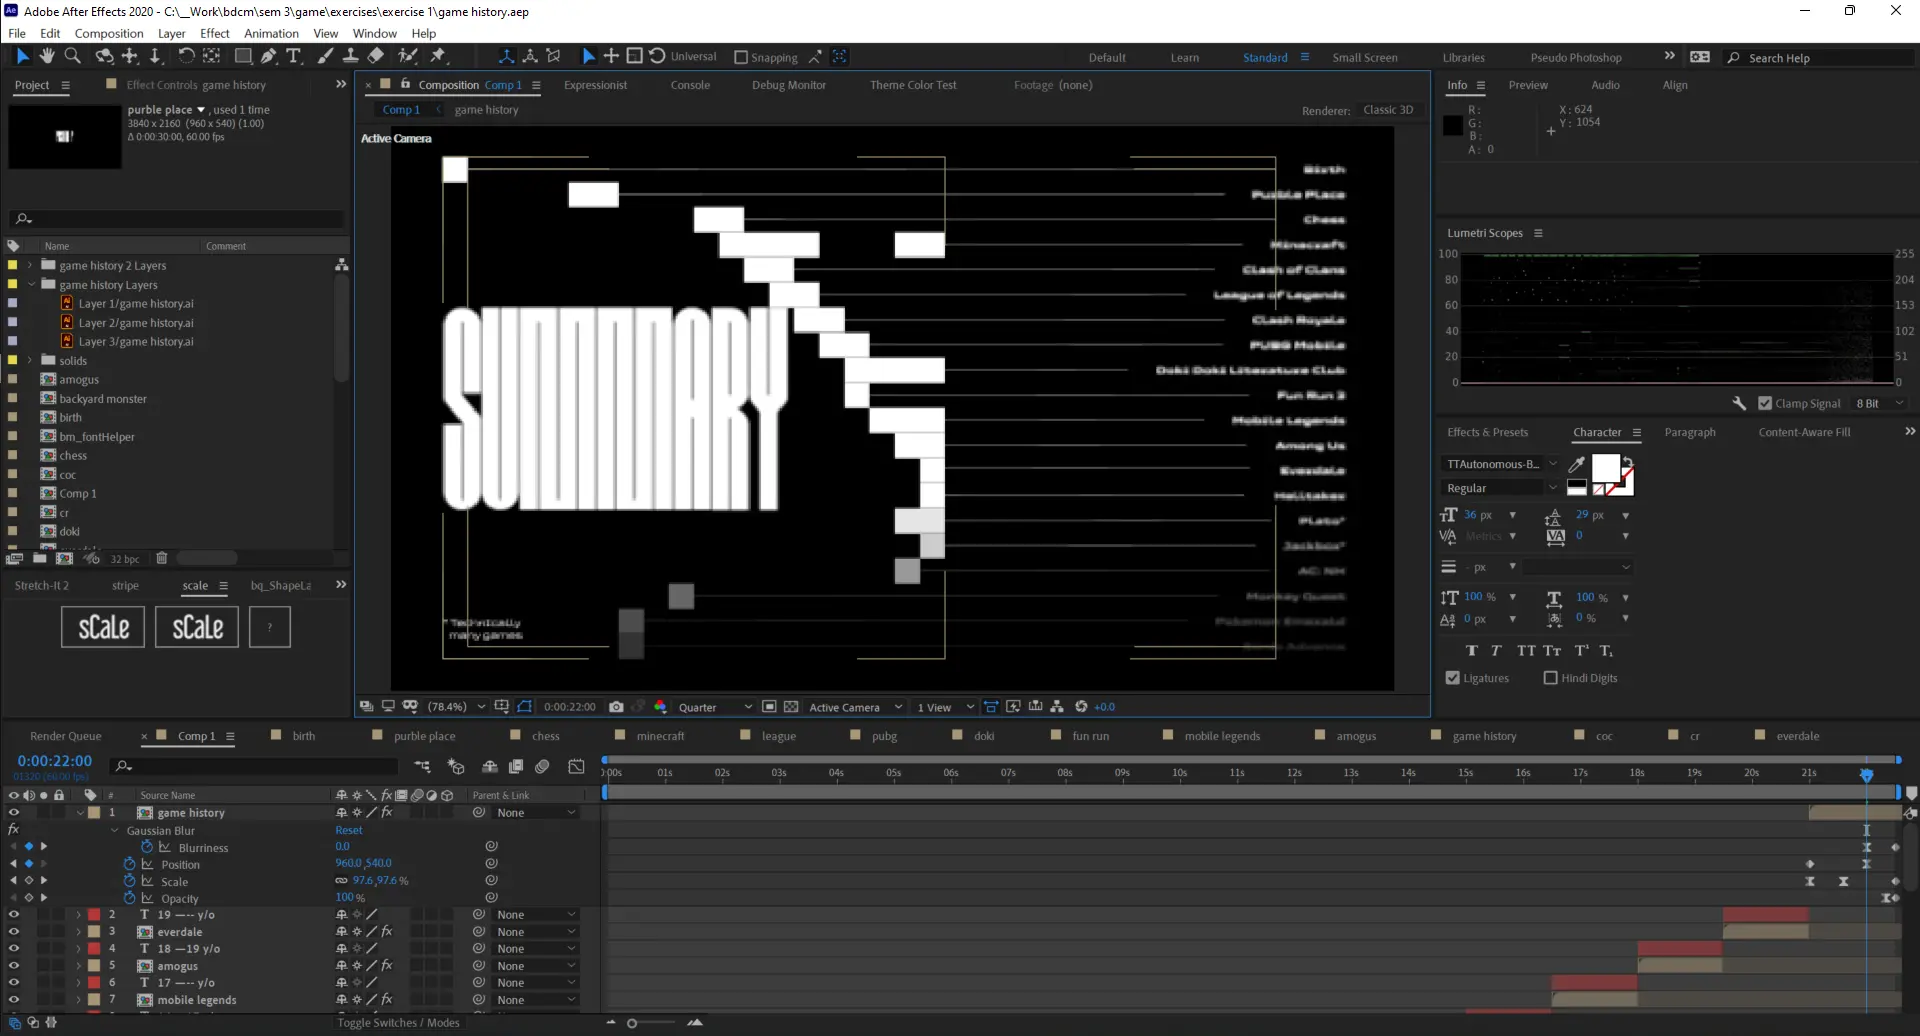 Adobe After Effects 2020 - C:\__Work\bdcm\sem 3\game\exercises\exercise 1\game history.aep
File Edit Composition Layer Effect Animation View Window Help
Universal Snapping Default Learn Standard Small Screen Libraries Pseudo Photoshop Search Help
Project Effect Controls game history
purble place , used 1 time
3840 x 2160 (960 x 540) (1.00)
Δ 0:00:30:00, 60.00 fps
Name Comment
game history 2 Layers
game history Layers
Layer 1/game history.ai
Layer 2/game history.ai
Layer 3/game history.ai
solids
amogus
backyard monster
birth
bm_fontHelper
chess
coc
Comp 1
cr
doki
32 bpc
Stretch-It 2 stripe scale bq_ShapeLa
scale scale ?
Composition Comp 1 Expressionist Console Debug Monitor Theme Color Test Footage (none)
Comp 1 game history
Renderer: Classic 3D
Active Camera
Birth
Purble Place
Chess
Minecraft
Clash of Clans
League of Legends
Clash Royale
PUBG Mobile
Doki Doki Literature Club
Fun Run 3
Mobile Legends
Among Us
Everdale
Helltaker
Plato*
Jackbox*
AC: NH
Monkey Quest
SUMMARY
* Technically
many games
(78.4%) 0:00:22:00 Quarter Active Camera 1 View +0.0
Info Preview Audio Align
R: X: 624
G: Y: 1054
B:
A: 0
Lumetri Scopes
100 255
80 204
60 153
40 102
20 51
0 0
Clamp Signal 8 Bit
Effects & Presets Character Paragraph Content-Aware Fill
TTAutonomous-B...
Regular
36 px 29 px
Metrics 0
- px
100 % 100 %
0 px 0 %
T T TT Tt T¹ T₁
Ligatures Hindi Digits
Render Queue Comp 1 birth purble place chess minecraft league pubg doki fun run mobile legends amogus game history coc cr everdale
0:00:22:00
01320 (60.00 fps)
0:00s 01s 02s 03s 04s 05s 06s 07s 08s 09s 10s 11s 12s 13s 14s 15s 16s 17s 18s 19s 20s 21s
# Source Name fx Parent & Link
1 game history fx None
fx Gaussian Blur Reset
Blurriness 0.0
Position 960.0,540.0
Scale 97.6,97.6 %
Opacity 100 %
2 T 19 —-- y/o None
3 everdale fx None
4 T 18 —19 y/o None
5 amogus fx None
6 T 17 —-- y/o None
7 mobile legends fx None
Toggle Switches / Modes